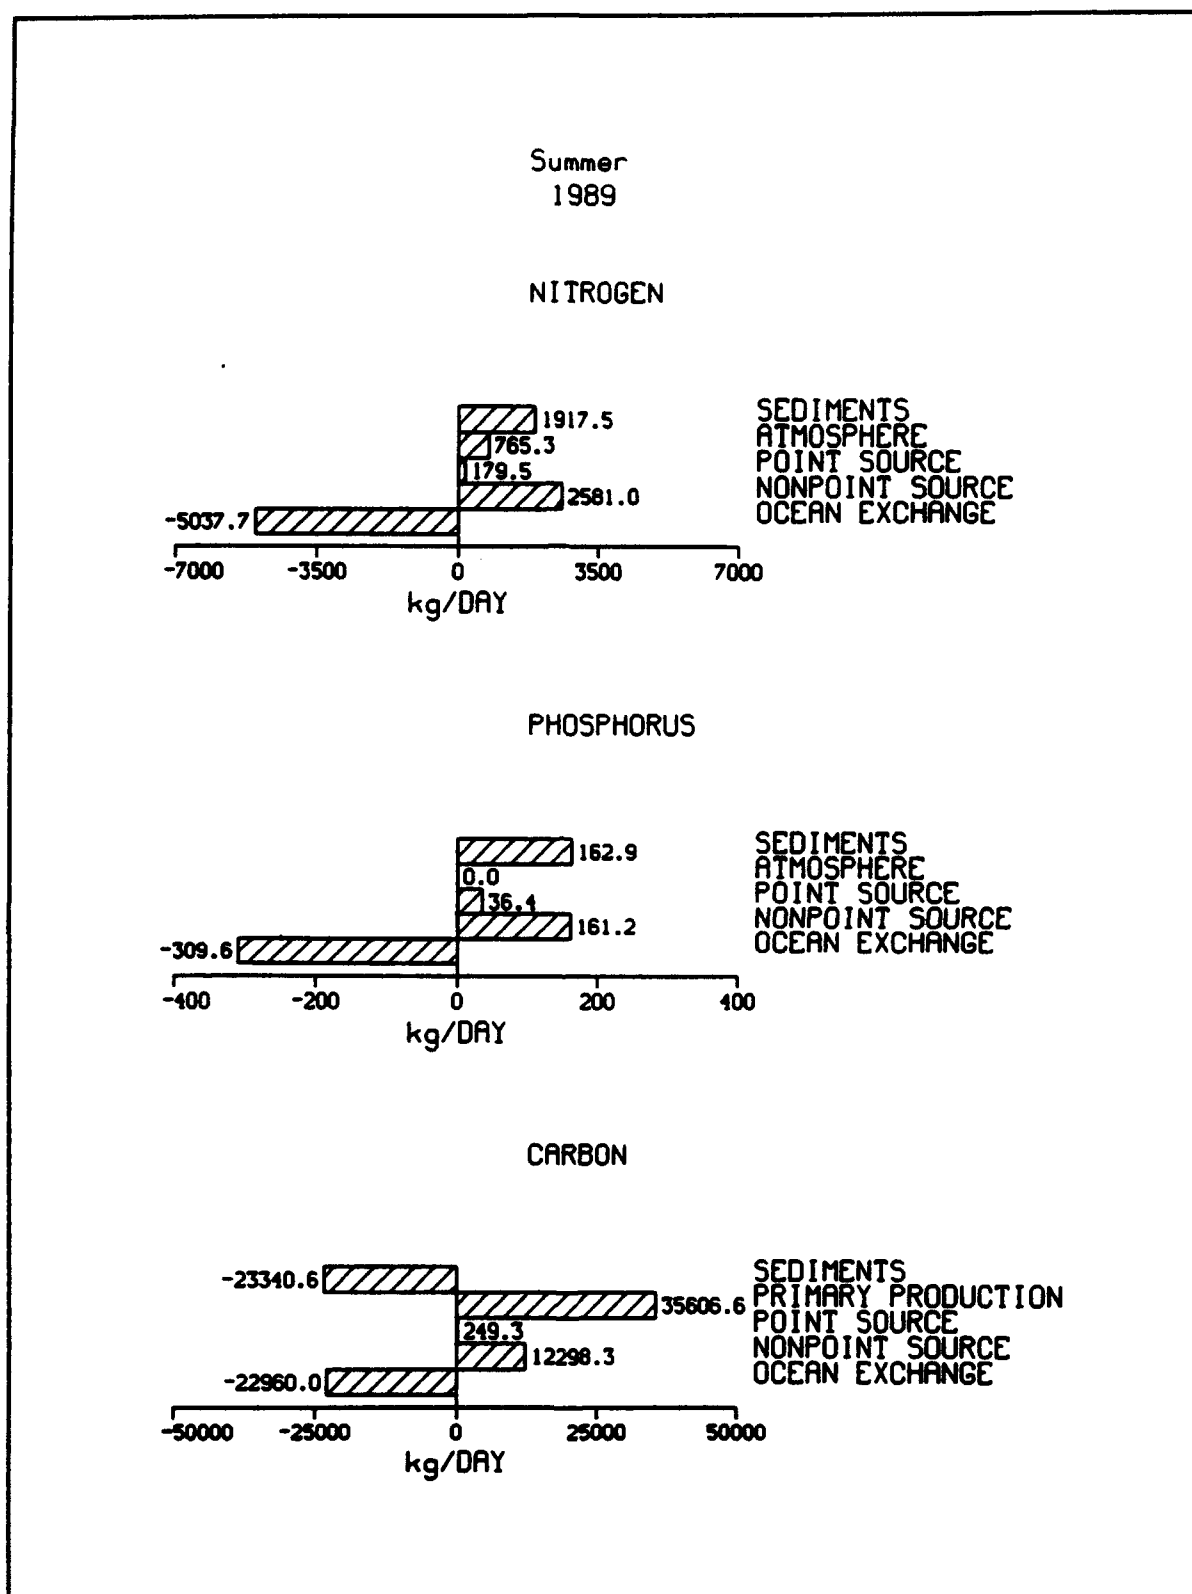 Summer
1989
NITROGEN
1917.5 SEDIMENTS
765.3 ATMOSPHERE
179.5 POINT SOURCE
2581.0 NONPOINT SOURCE
-5037.7 OCEAN EXCHANGE
-7000 -3500 0 3500 7000
kg/DAY
PHOSPHORUS
162.9 SEDIMENTS
0.0 ATMOSPHERE
36.4 POINT SOURCE
161.2 NONPOINT SOURCE
-309.6 OCEAN EXCHANGE
-400 -200 0 200 400
kg/DAY
CARBON
-23340.6 SEDIMENTS
35606.6 PRIMARY PRODUCTION
249.3 POINT SOURCE
12298.3 NONPOINT SOURCE
-22960.0 OCEAN EXCHANGE
-50000 -25000 0 25000 50000
kg/DAY